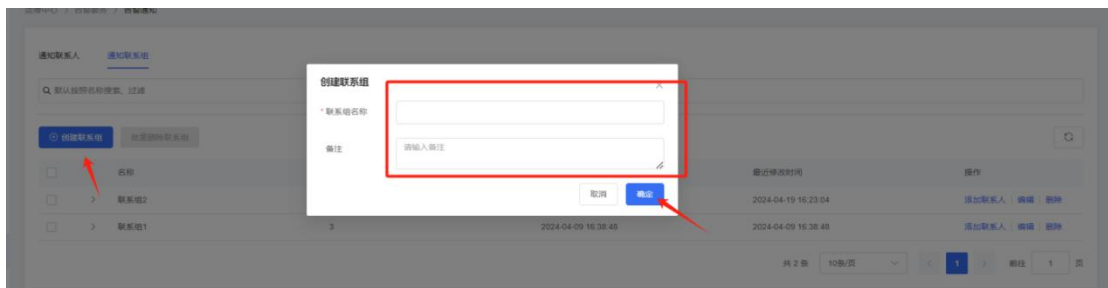 通知联系人 通知联系组
默认按照名称搜索、过滤
创建联系组
* 联系组名称
备注 请输入备注
取消 确定
创建联系组 批量删除联系组
名称 最近修改时间 操作
联系组2 2024-04-19 16:23:04 添加联系人 编辑 删除
联系组1 3 2024-04-09 16:38:48 2024-04-09 16:38:48 添加联系人 编辑 删除
共 2 条 10条/页 1 前往 1 页